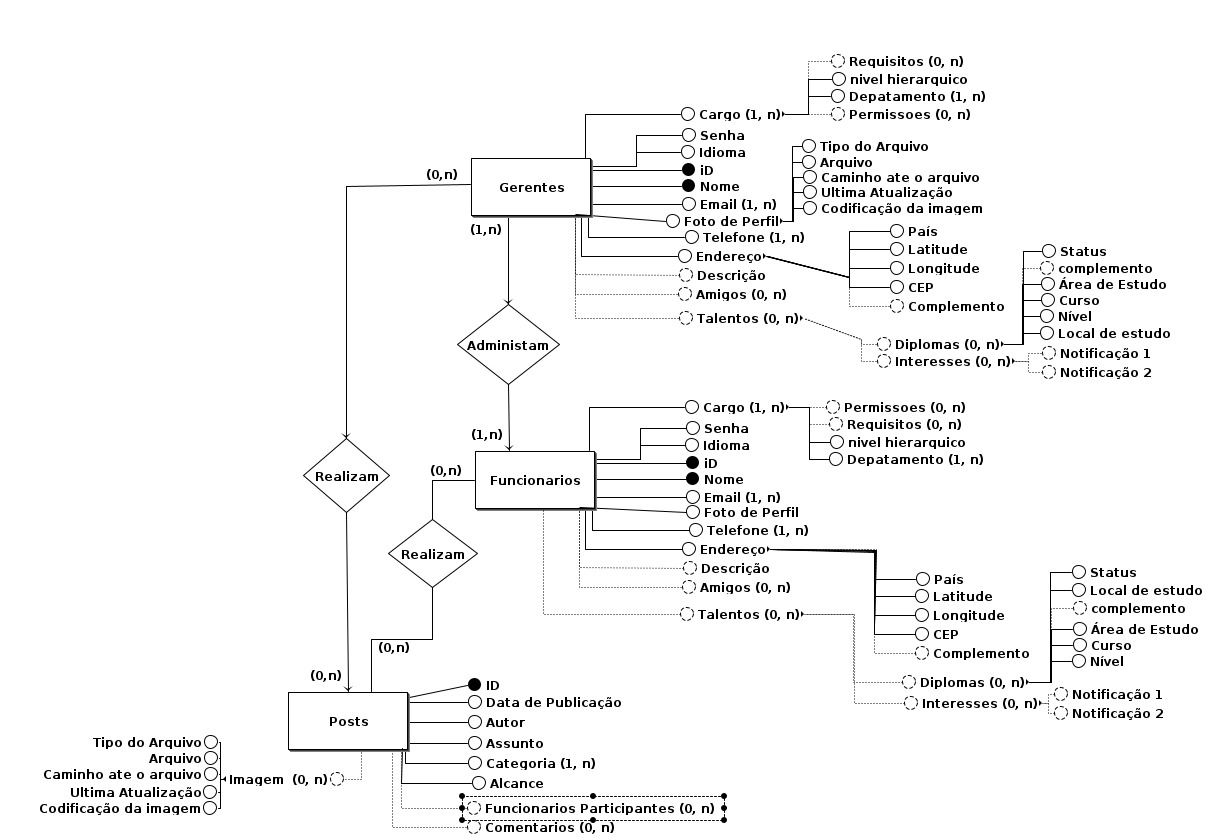 Requisitos (0, n)
nivel hierarquico
Depatamento (1, n)
Permissoes (0, n)
Cargo (1, n)
Senha
Idioma
iD
Nome
Email (1, n)
Foto de Perfil
Telefone (1, n)
Endereço
Descrição
Amigos (0, n)
Talentos (0, n)
Tipo do Arquivo
Arquivo
Caminho ate o arquivo
Ultima Atualização
Codificação da imagem
País
Latitude
Longitude
CEP
Complemento
Status
complemento
Área de Estudo
Curso
Nível
Local de estudo
Diplomas (0, n)
Interesses (0, n)
Notificação 1
Notificação 2
(0,n)
Gerentes
(1,n)
Administam
(1,n)
Funcionarios
(0,n)
Realizam
Realizam
(0,n)
(0,n)
Cargo (1, n)
Senha
Idioma
iD
Nome
Email (1, n)
Foto de Perfil
Telefone (1, n)
Endereço
Descrição
Amigos (0, n)
Talentos (0, n)
Permissoes (0, n)
Requisitos (0, n)
nivel hierarquico
Depatamento (1, n)
País
Latitude
Longitude
CEP
Complemento
Status
Local de estudo
complemento
Área de Estudo
Curso
Nível
Diplomas (0, n)
Interesses (0, n)
Notificação 1
Notificação 2
Posts
ID
Data de Publicação
Autor
Assunto
Categoria (1, n)
Alcance
Funcionarios Participantes (0, n)
Comentarios (0, n)
Imagem (0, n)
Tipo do Arquivo
Arquivo
Caminho ate o arquivo
Ultima Atualização
Codificação da imagem